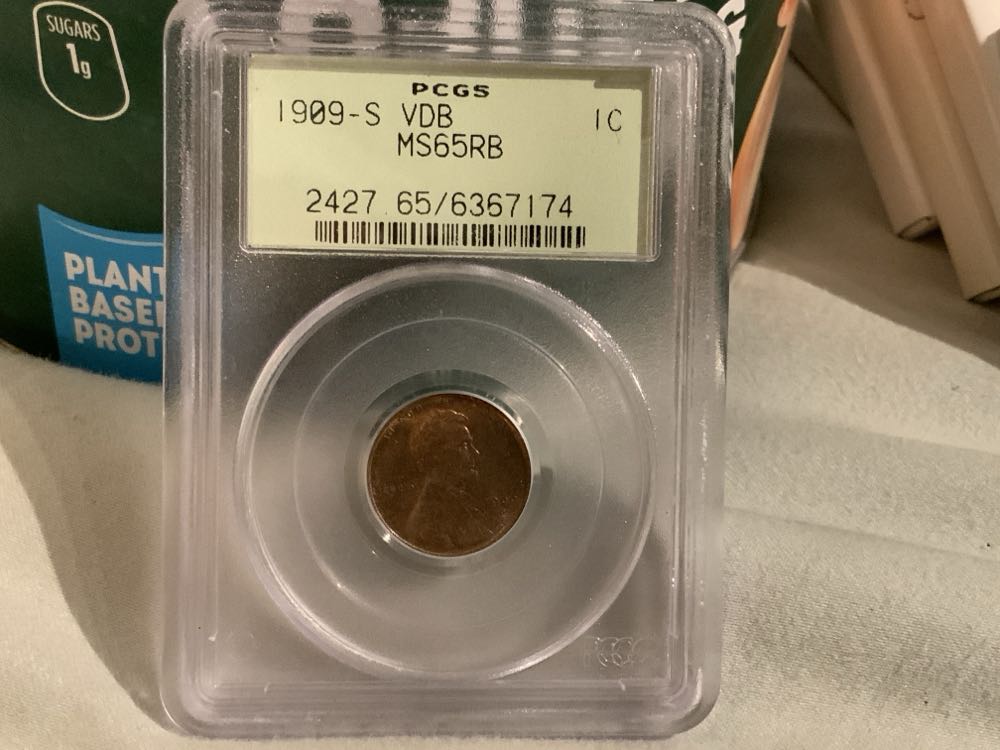 SUGARS
1g
PCGS
1909-S VDB 1C
MS65RB
2427.65/6367174
PLANT
BASE
PROT